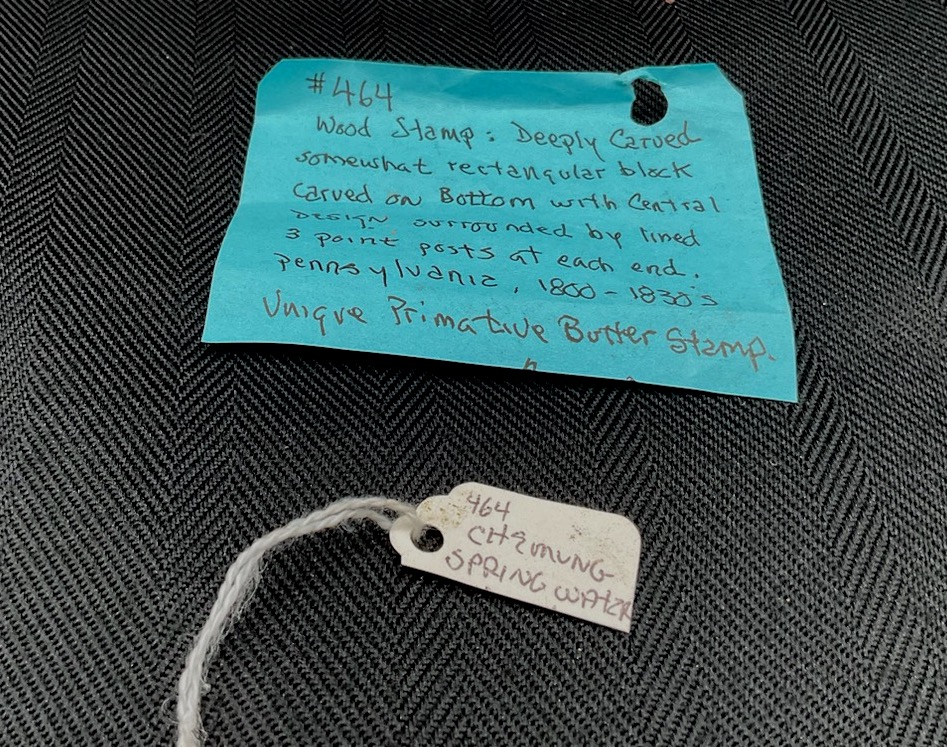 #464
Wood Stamp: Deeply Carved
somewhat rectangular block
carved on Bottom with Central
DESIGN surrounded by lined
3 point posts at each end.
Pennsylvania, 1800-1830's
Unique Primative Butter Stamp.
464
CHEMUNG
SPRING WATER